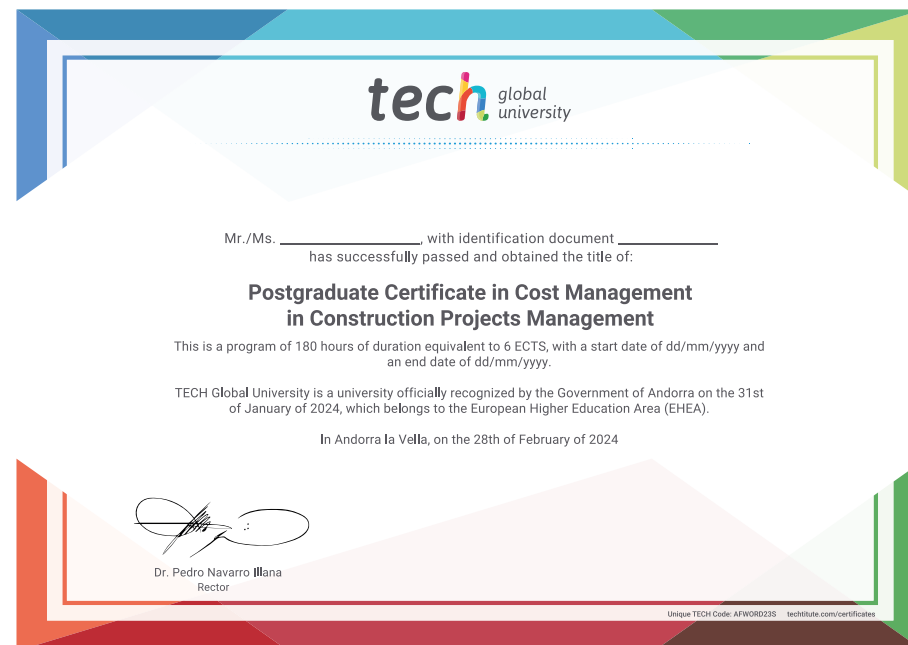 tech global university
Mr./Ms. ____________________, with identification document ______________
has successfully passed and obtained the title of:
Postgraduate Certificate in Cost Management
in Construction Projects Management
This is a program of 180 hours of duration equivalent to 6 ECTS, with a start date of dd/mm/yyyy and
an end date of dd/mm/yyyy.
TECH Global University is a university officially recognized by the Government of Andorra on the 31st
of January of 2024, which belongs to the European Higher Education Area (EHEA).
In Andorra la Vella, on the 28th of February of 2024
Dr. Pedro Navarro Illana
Rector
Unique TECH Code: AFWORD23S techtitute.com/certificates